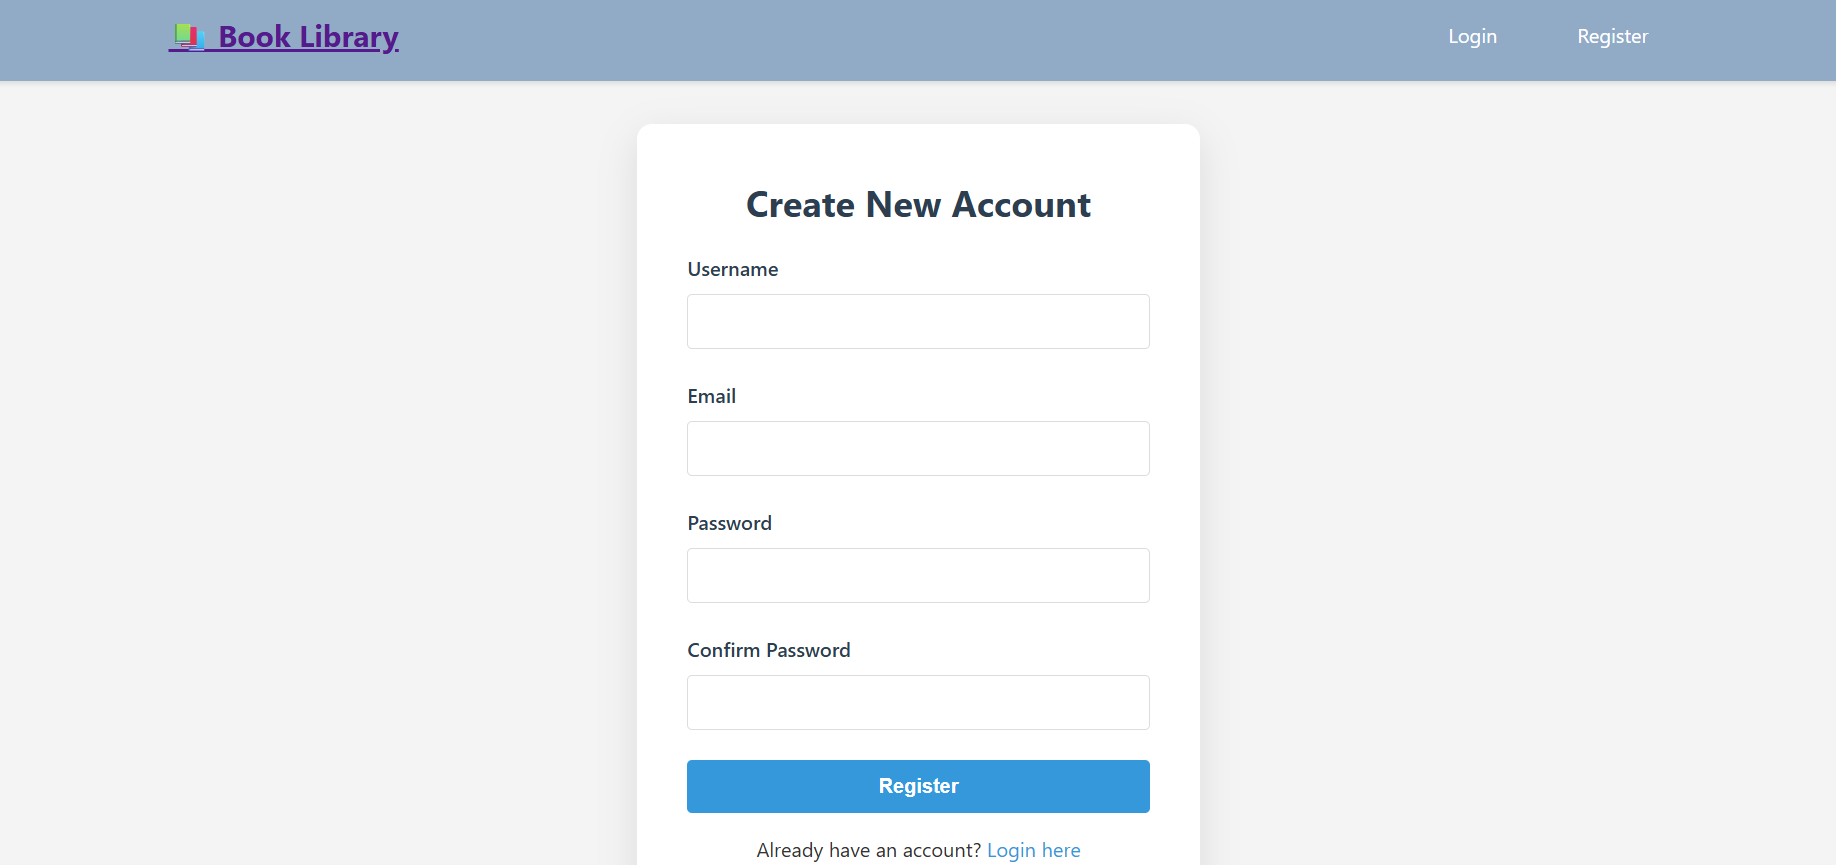 📚 Book Library
Login
Register
Create New Account
Username
Email
Password
Confirm Password
Register
Already have an account? Login here